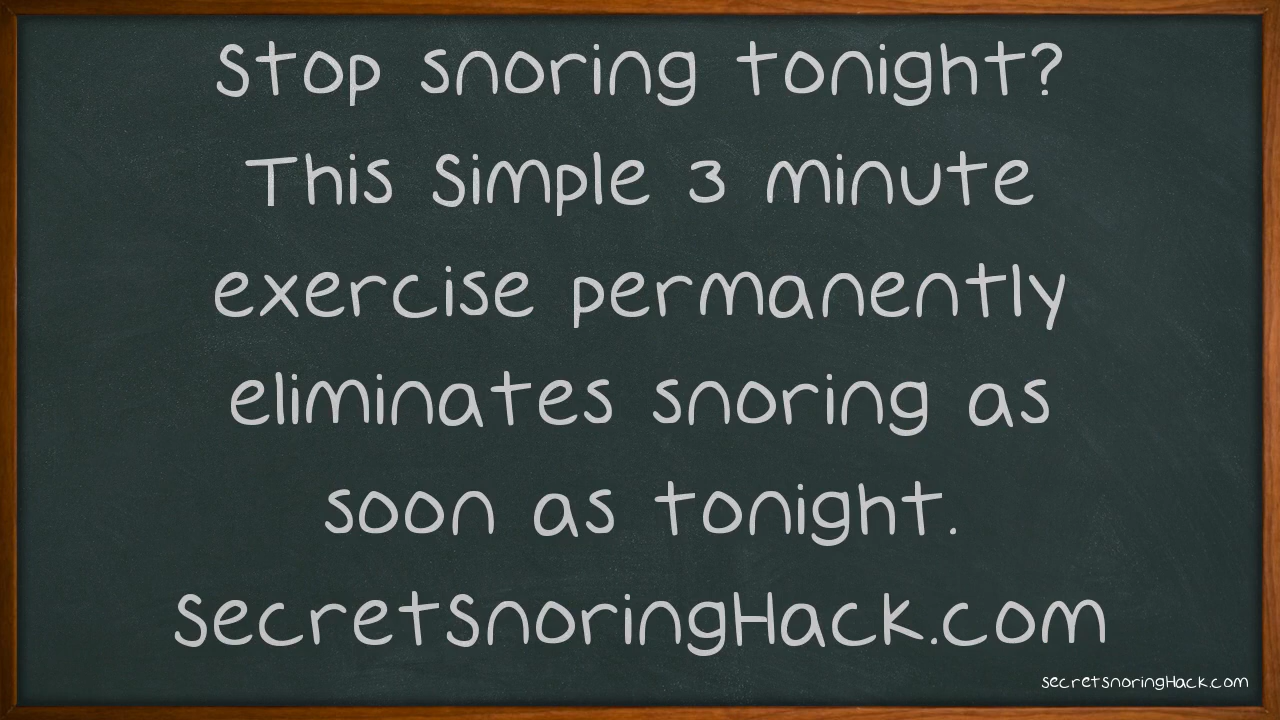 Stop snoring tonight?
This Simple 3 minute
exercise permanently
eliminates snoring as
soon as tonight.
SecretSnoringHack.com
secretsnoringHack.com